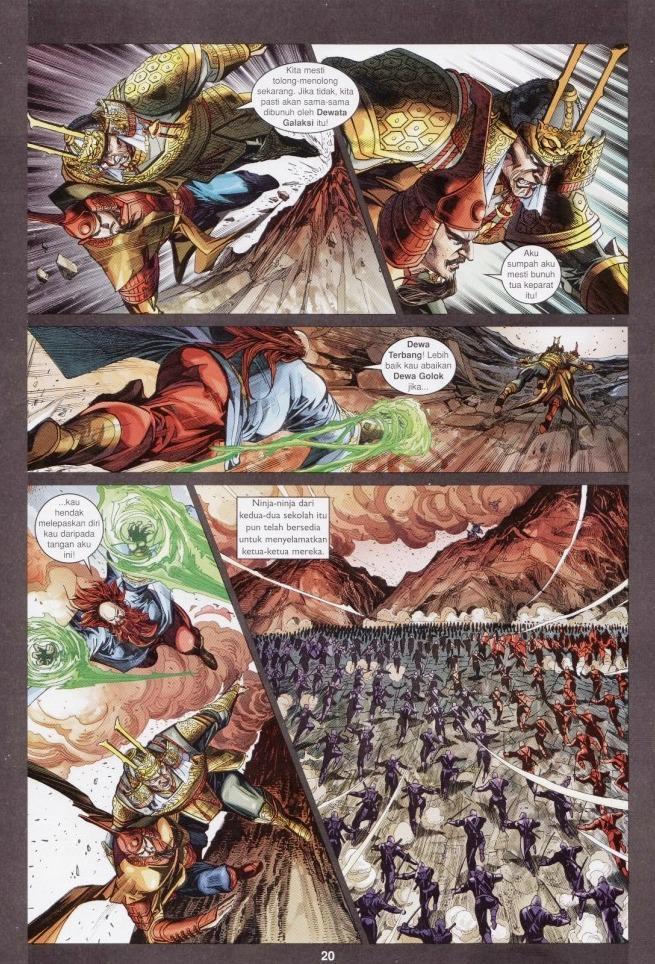 Kita mesti
tolong-menolong
sekarang. Jika tidak, kita
pasti akan sama-sama
dibunuh oleh Dewata
Galaksi itu!
Aku
sumpah aku
mesti bunuh
tua keparat
itu!
Dewa
Terbang! Lebih
baik kau abaikan
Dewa Golok
jika...
...kau
hendak
melepaskan diri
kau daripada
tangan aku
ini!
Ninja-ninja dari
kedua-dua sekolah itu
pun telah bersedia
untuk menyelamatkan
ketua-ketua mereka.
20